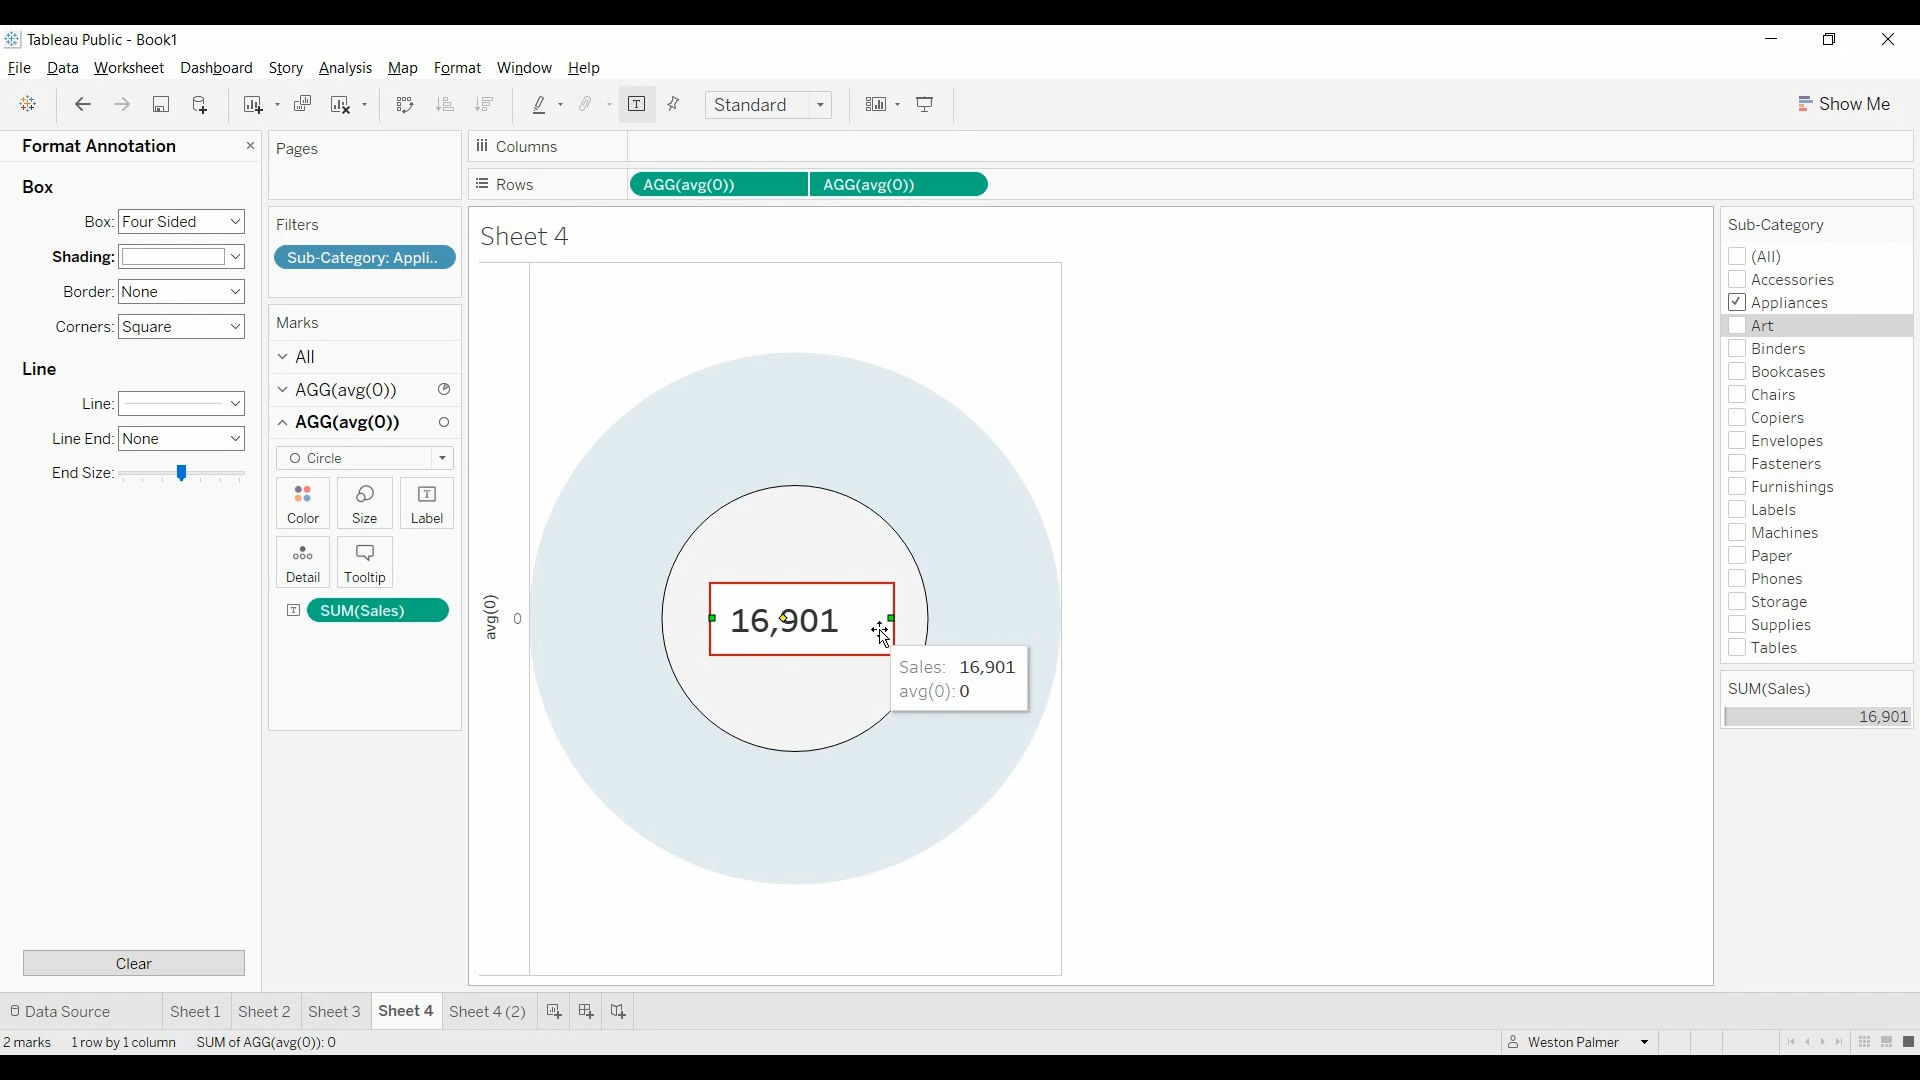 Tableau Public - Book1
File Data Worksheet Dashboard Story Analysis Map Format Window Help
Standard
Show Me
Format Annotation
Box
Box: Four Sided
Shading:
Border: None
Corners: Square
Line
Line:
Line End: None
End Size:
Clear
Pages
Filters
Sub-Category: Appli..
Marks
All
AGG(avg(0))
AGG(avg(0))
Circle
Color Size Label
Detail Tooltip
SUM(Sales)
Columns
Rows AGG(avg(0)) AGG(avg(0))
Sheet 4
avg(0)
0
16,901
Sales: 16,901
avg(0): 0
Sub-Category
(All)
Accessories
Appliances
Art
Binders
Bookcases
Chairs
Copiers
Envelopes
Fasteners
Furnishings
Labels
Machines
Paper
Phones
Storage
Supplies
Tables
SUM(Sales)
16,901
Data Source Sheet 1 Sheet 2 Sheet 3 Sheet 4 Sheet 4 (2)
2 marks 1 row by 1 column SUM of AGG(avg(0)): 0
Weston Palmer